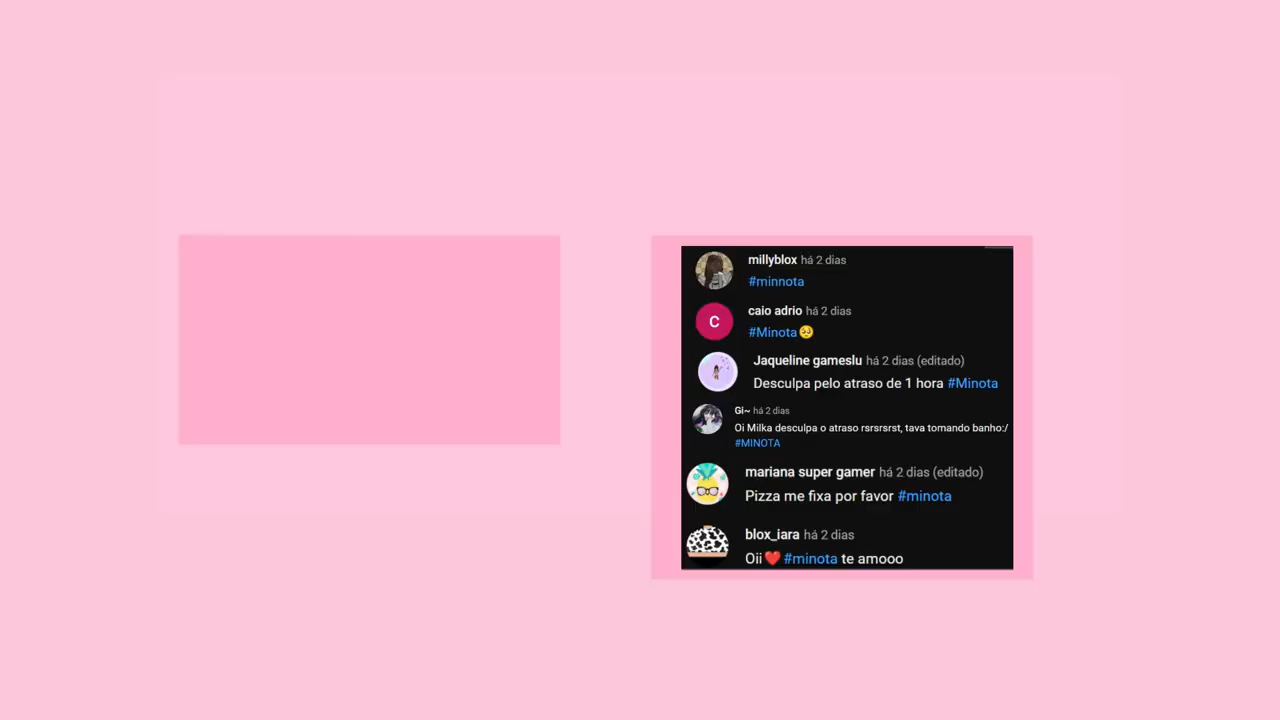 millyblox há 2 dias
#minnota
C
caio adrio há 2 dias
#Minota🥺
Jaqueline gameslu há 2 dias (editado)
Desculpa pelo atraso de 1 hora #Minota
Gi~ há 2 dias
Oi Milka desculpa o atraso rsrsrsrst, tava tomando banho:/
#MINOTA
mariana super gamer há 2 dias (editado)
Pizza me fixa por favor #minota
blox_iara há 2 dias
Oii❤️#minota te amooo